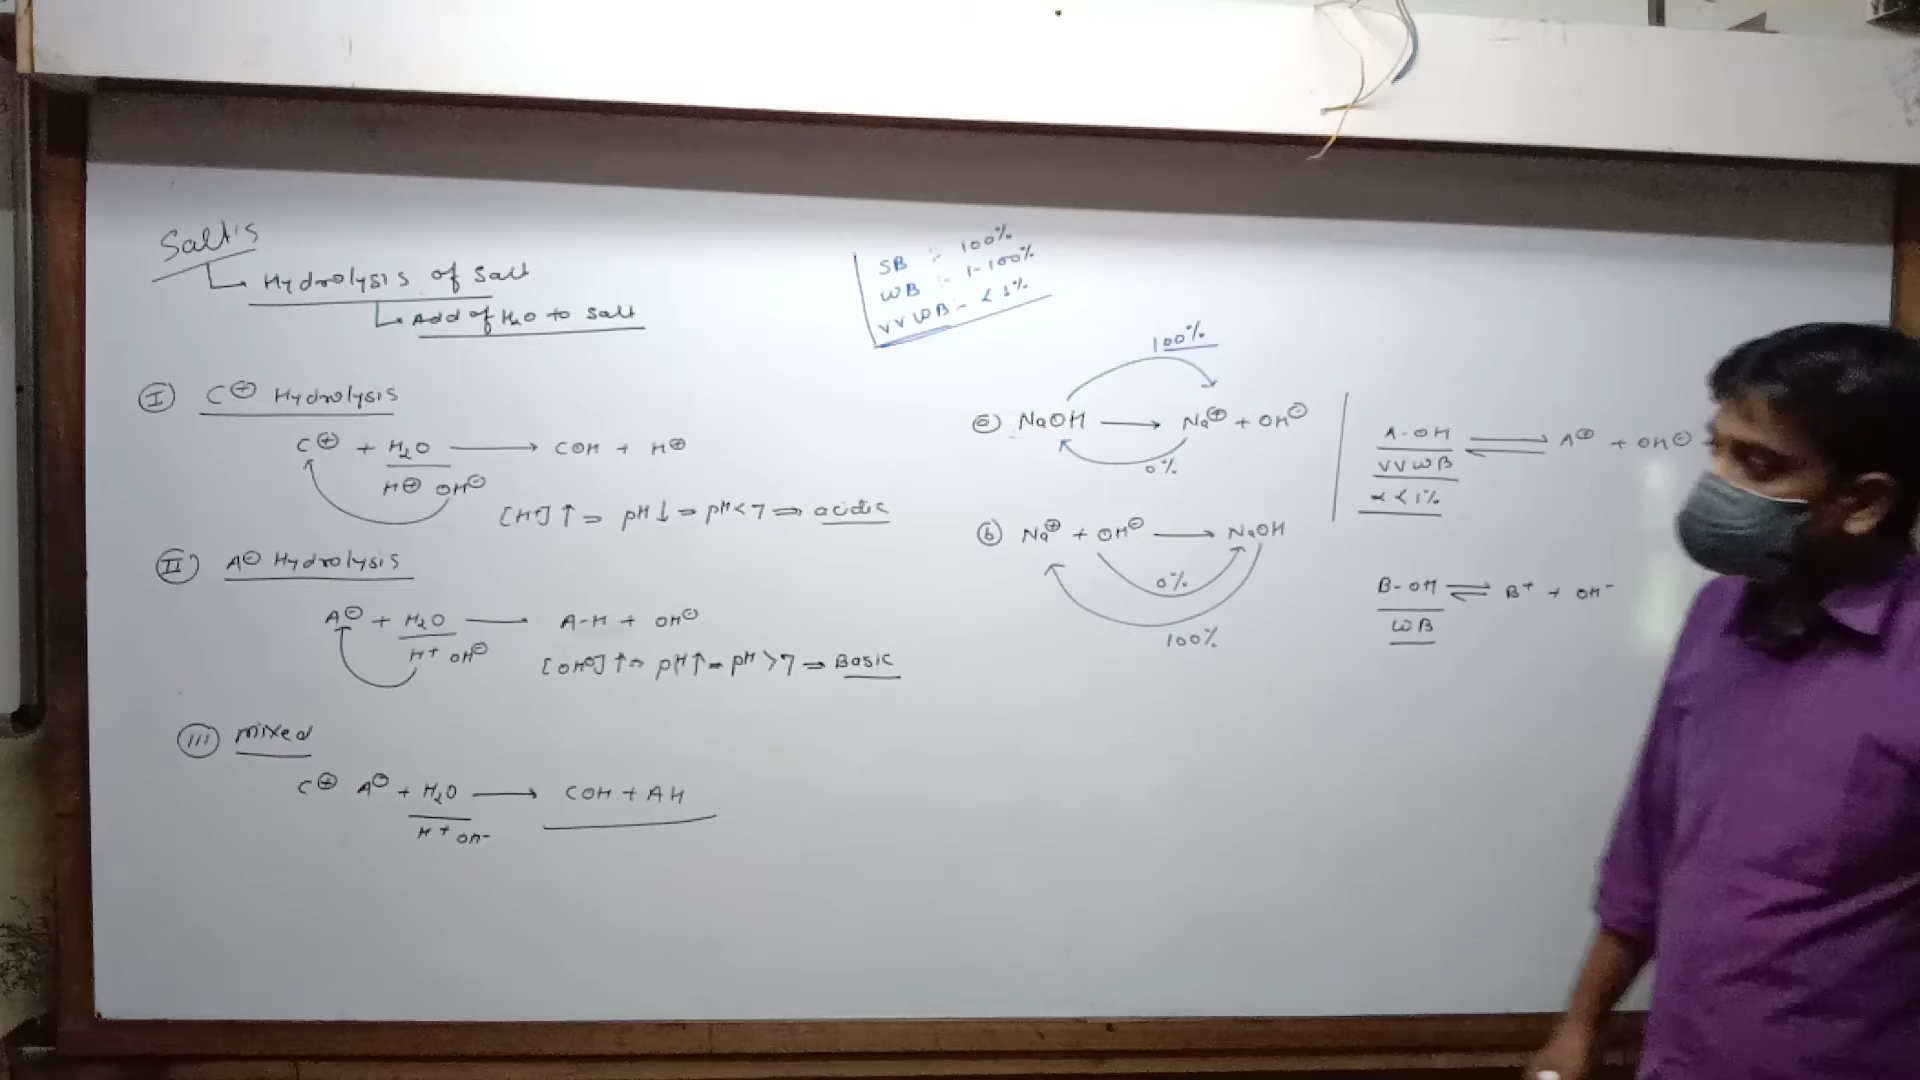 Salt's
Hydrolysis of Salt
Add of H₂O to Salt
SB :- 100%
WB :- 1-100%
VVWB - < 1%
(I) C⊕ Hydrolysis
C⊕ + H₂O ⟶ COH + H⊕
H⊕ OH⊖
[H⁺] ↑ ⇒ pH ↓ ⇒ pH < 7 ⇒ acidic
(II) A⊖ Hydrolysis
A⊖ + H₂O ⟶ A-H + OH⊖
H+ OH⊖
[OH⊖] ↑ ⇒ pH ↑ ⇒ pH > 7 ⇒ Basic
(III) mixed
C⊕ A⊖ + H₂O ⟶ COH + AH
H+ OH-
100%
(a) NaOH ⟶ Na⊕ + OH⊖
0%
(b) Na⊕ + OH⊖ ⟶ NaOH
0%
100%
A-OH ⇌ A⊕ + OH⊖
VVWB
α < 1%
B-OH ⇌ B+ + OH-
WB